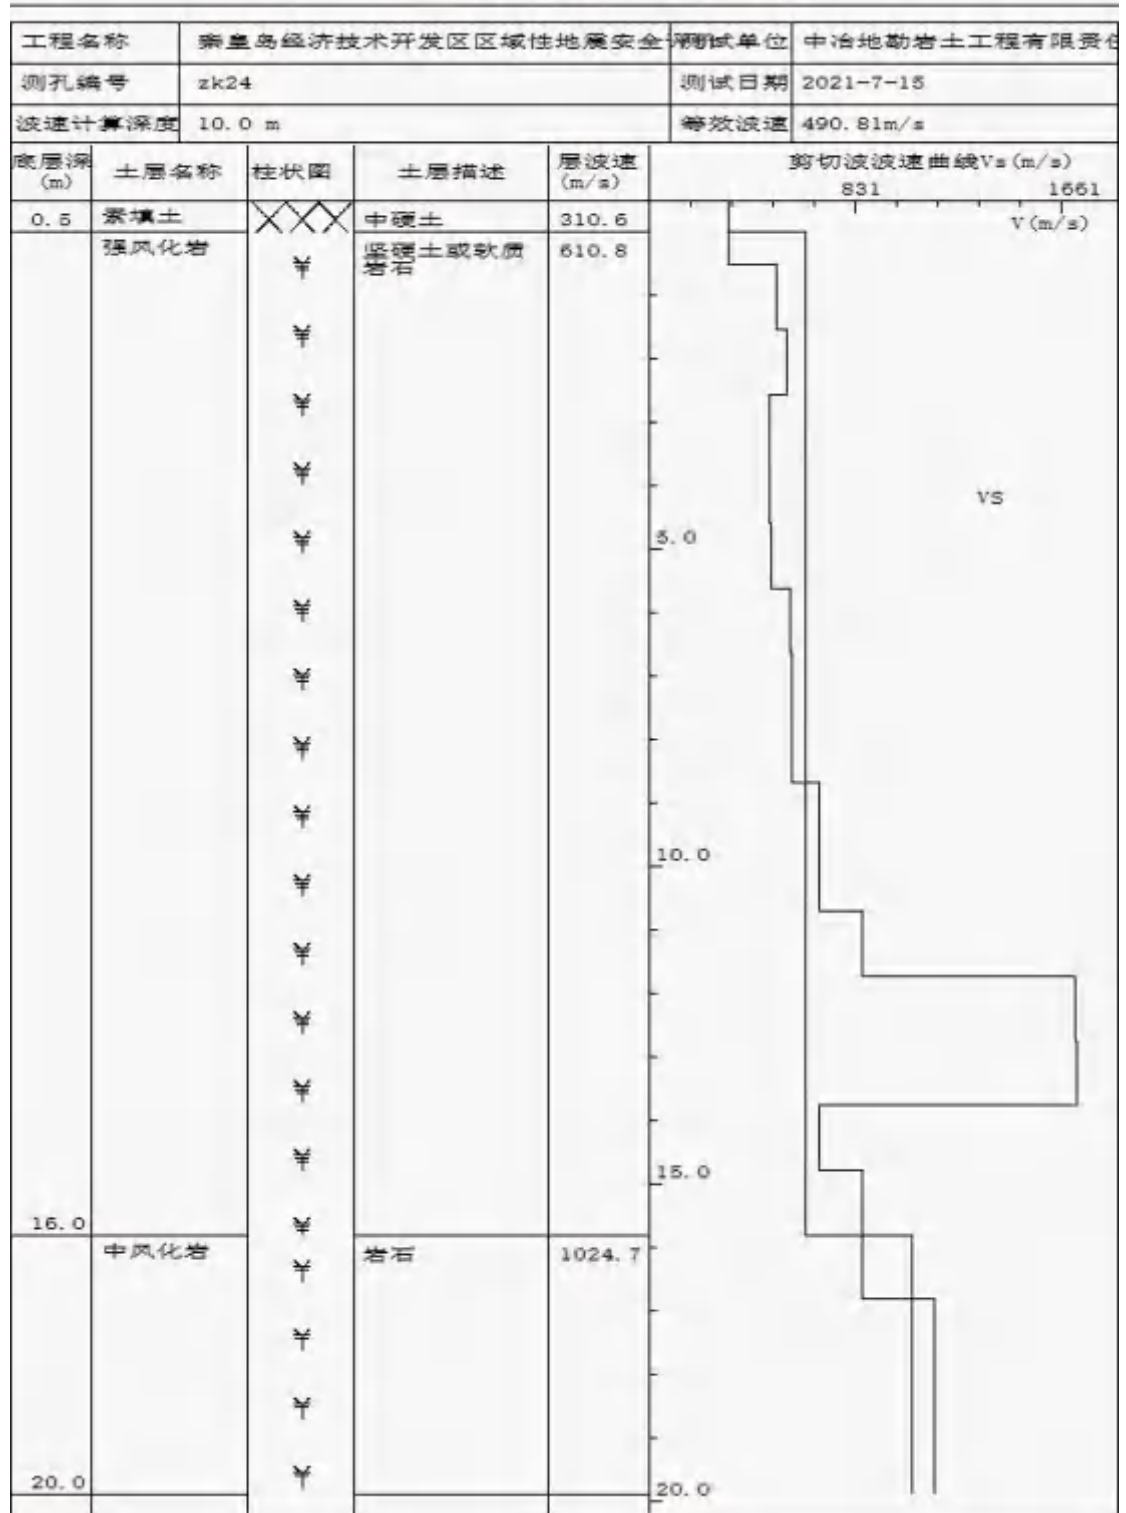 工程名称 秦皇岛经济技术开发区区域性地震安全 测试单位 中冶地勘岩土工程有限责任
测孔编号 zk24 测试日期 2021-7-15
波速计算深度 10.0 m 等效波速 490.81m/s
底层深(m) 土层名称 柱状图 土层描述 层波速(m/s) 剪切波波速曲线Vs(m/s)
831 1661
V(m/s)
0.5 素填土 中硬土 310.6
强风化岩 坚硬土或软质 610.8
岩石
VS
5.0
10.0
15.0
16.0
中风化岩 岩石 1024.7
20.0 20.0